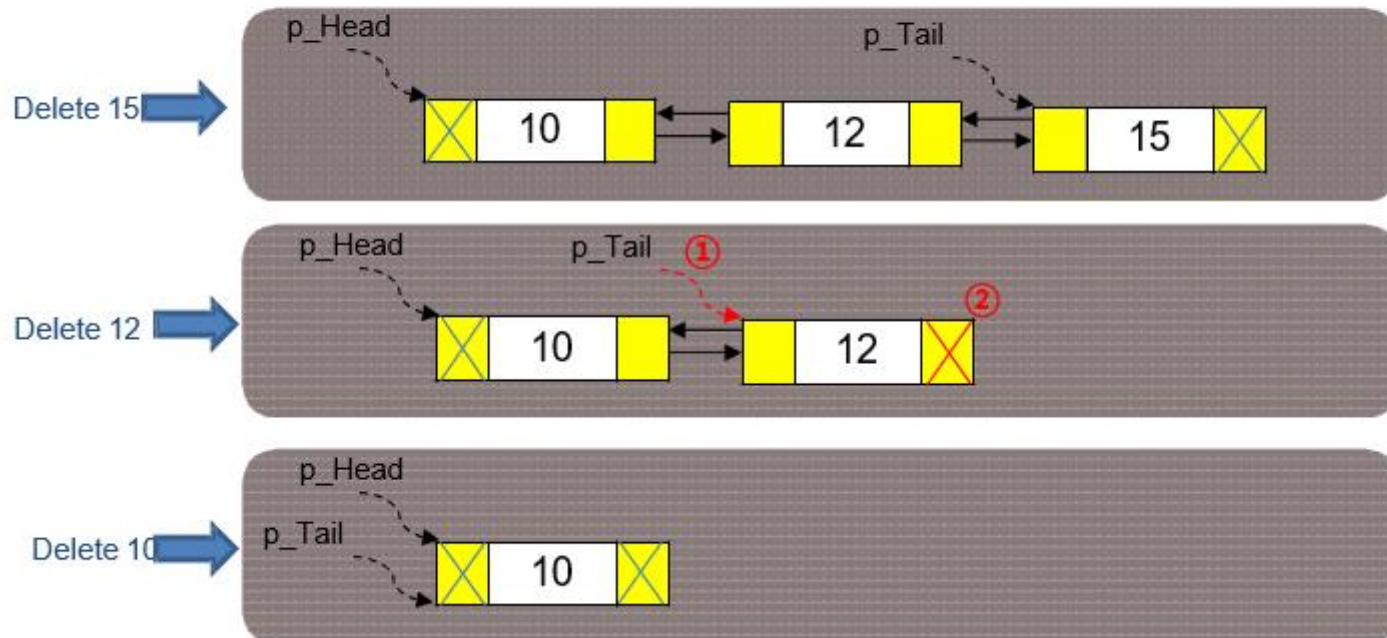 p_Head
p_Tail
Delete 15
10
12
15
p_Head
p_Tail
①
②
Delete 12
10
12
p_Head
p_Tail
Delete 10
10